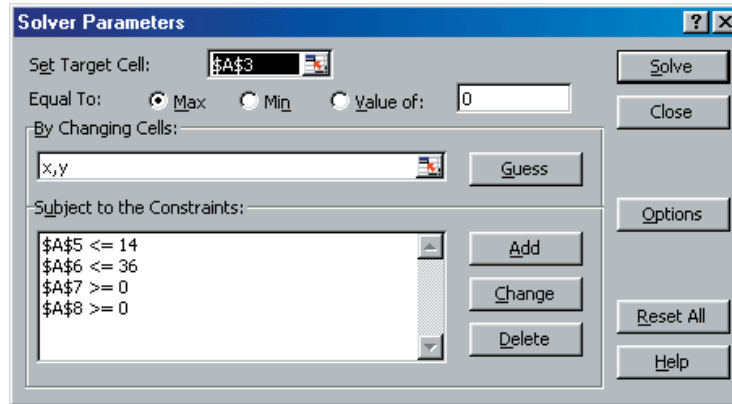 Solver Parameters ? X
Set Target Cell: $A$3 Solve
Equal To: Max Min Value of: 0 Close
By Changing Cells:
x,y Guess
Subject to the Constraints: Options
$A$5 <= 14 Add
$A$6 <= 36
$A$7 >= 0 Change
$A$8 >= 0
Reset All
Delete
Help